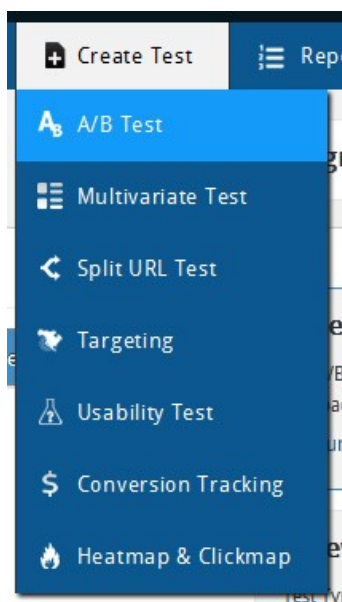 Create Test
A/B Test
Multivariate Test
Split URL Test
Targeting
Usability Test
Conversion Tracking
Heatmap & Clickmap